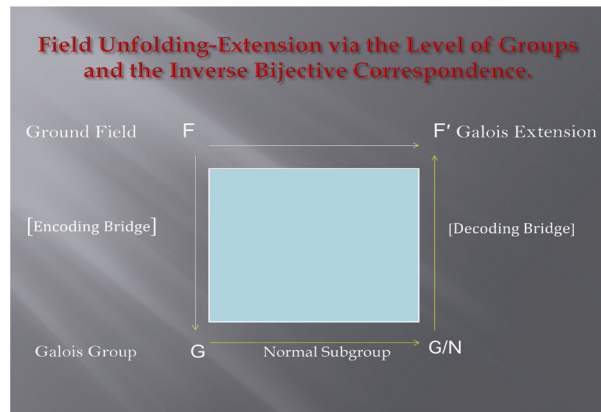 Field Unfolding-Extension via the Level of Groups
and the Inverse Bijective Correspondence.
Ground Field F F′ Galois Extension
[Encoding Bridge] [Decoding Bridge]
Galois Group G Normal Subgroup G/N